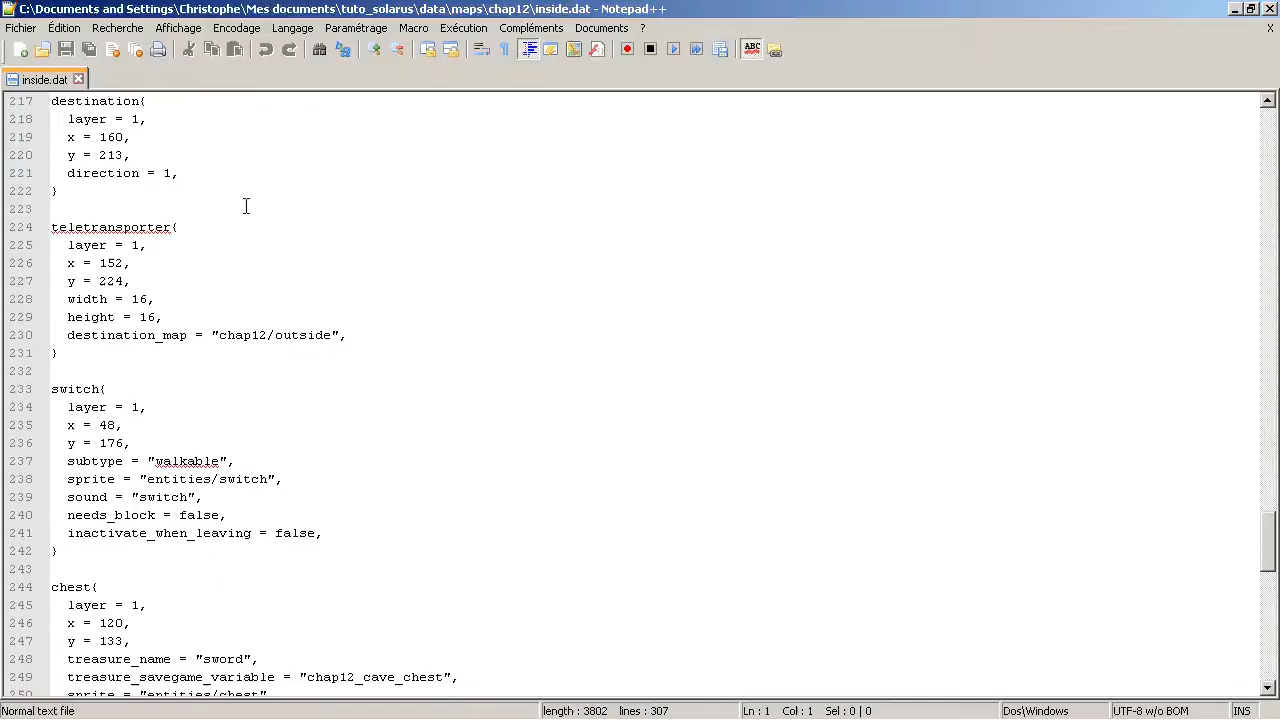 C:\Documents and Settings\Christophe\Mes documents\tuto_solarus\data\maps\chap12\inside.dat - Notepad++
Fichier Édition Recherche Affichage Encodage Langage Paramétrage Macro Exécution Compléments Documents ? X
ABC
inside.dat
217 destination{
218 layer = 1,
219 x = 160,
220 y = 213,
221 direction = 1,
222 }
223
224 teletransporter{
225 layer = 1,
226 x = 152,
227 y = 224,
228 width = 16,
229 height = 16,
230 destination_map = "chap12/outside",
231 }
232
233 switch{
234 layer = 1,
235 x = 48,
236 y = 176,
237 subtype = "walkable",
238 sprite = "entities/switch",
239 sound = "switch",
240 needs_block = false,
241 inactivate_when_leaving = false,
242 }
243
244 chest{
245 layer = 1,
246 x = 120,
247 y = 133,
248 treasure_name = "sword",
249 treasure_savegame_variable = "chap12_cave_chest",
250 sprite = "entities/chest"
Normal text file length : 3802 lines : 307 Ln : 1 Col : 1 Sel : 0 | 0 Dos\Windows UTF-8 w/o BOM INS